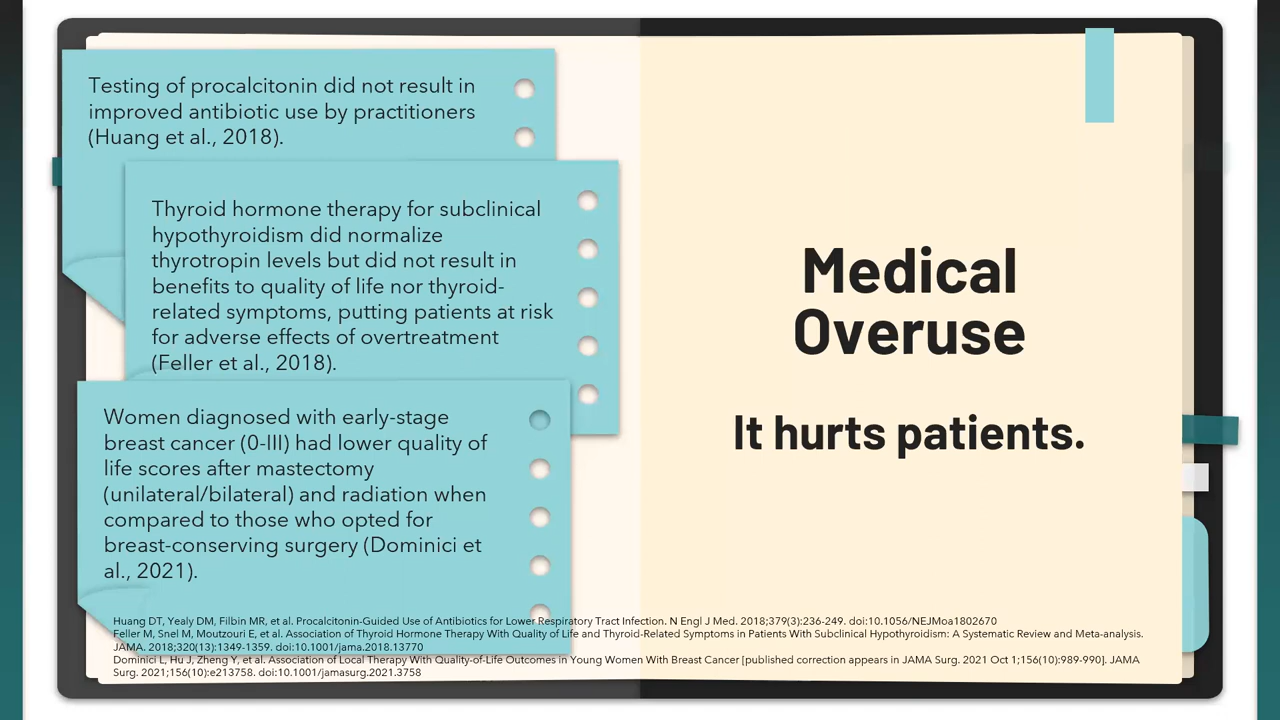 Testing of procalcitonin did not result in
improved antibiotic use by practitioners
(Huang et al., 2018).
Thyroid hormone therapy for subclinical
hypothyroidism did normalize
thyrotropin levels but did not result in
benefits to quality of life nor thyroid-
related symptoms, putting patients at risk
for adverse effects of overtreatment
(Feller et al., 2018).
Women diagnosed with early-stage
breast cancer (0-III) had lower quality of
life scores after mastectomy
(unilateral/bilateral) and radiation when
compared to those who opted for
breast-conserving surgery (Dominici et
al., 2021).
Medical
Overuse
It hurts patients.
Huang DT, Yealy DM, Filbin MR, et al. Procalcitonin-Guided Use of Antibiotics for Lower Respiratory Tract Infection. N Engl J Med. 2018;379(3):236-249. doi:10.1056/NEJMoa1802670
Feller M, Snel M, Moutzouri E, et al. Association of Thyroid Hormone Therapy With Quality of Life and Thyroid-Related Symptoms in Patients With Subclinical Hypothyroidism: A Systematic Review and Meta-analysis.
JAMA. 2018;320(13):1349-1359. doi:10.1001/jama.2018.13770
Dominici L, Hu J, Zheng Y, et al. Association of Local Therapy With Quality-of-Life Outcomes in Young Women With Breast Cancer [published correction appears in JAMA Surg. 2021 Oct 1;156(10):989-990]. JAMA
Surg. 2021;156(10):e213758. doi:10.1001/jamasurg.2021.3758